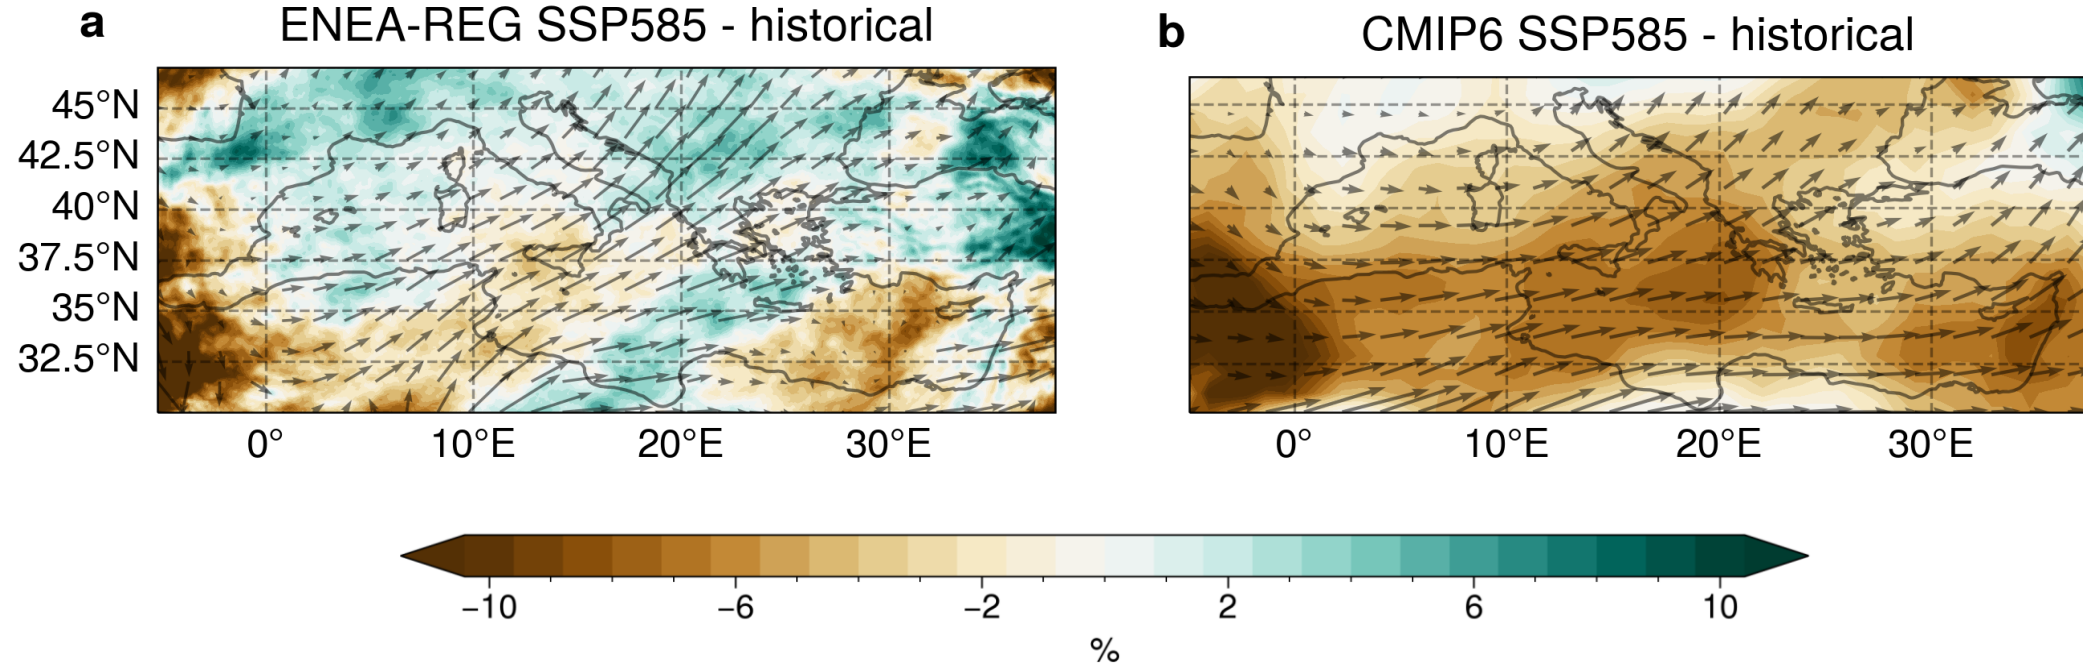 a
ENEA-REG SSP585 - historical
b
CMIP6 SSP585 - historical
45°N
42.5°N
40°N
37.5°N
35°N
32.5°N
0° 10°E 20°E 30°E
0° 10°E 20°E 30°E
−10 −6 −2 2 6 10
%